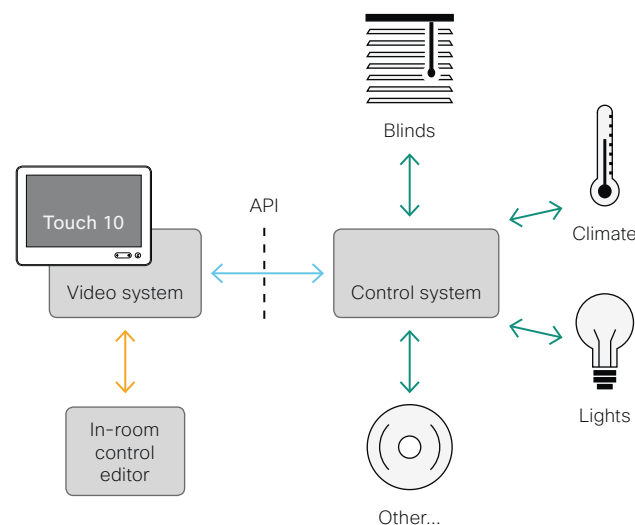 Blinds
Touch 10
API
Climate
Video system
Control system
Lights
In-room
control
editor
Other...